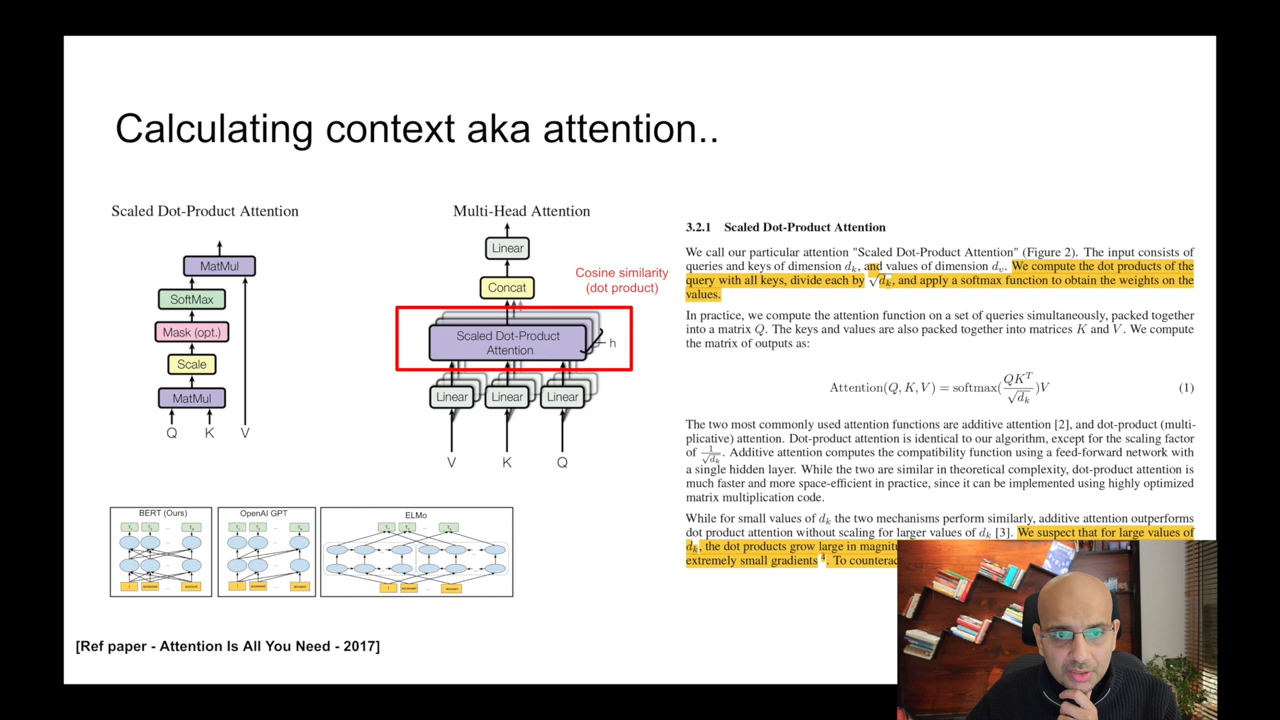 Calculating context aka attention..
Scaled Dot-Product Attention
MatMul
SoftMax
Mask (opt.)
Scale
MatMul
Q K V
Multi-Head Attention
Linear
Concat
Cosine similarity
(dot product)
Scaled Dot-Product
Attention
h
Linear Linear Linear
V K Q
3.2.1 Scaled Dot-Product Attention
We call our particular attention "Scaled Dot-Product Attention" (Figure 2). The input consists of
queries and keys of dimension dₖ, and values of dimension dᵥ. We compute the dot products of the
query with all keys, divide each by √dₖ, and apply a softmax function to obtain the weights on the
values.
In practice, we compute the attention function on a set of queries simultaneously, packed together
into a matrix Q. The keys and values are also packed together into matrices K and V. We compute
the matrix of outputs as:
Attention(Q, K, V) = softmax(QKᵀ/√dₖ)V (1)
The two most commonly used attention functions are additive attention [2], and dot-product (multi-
plicative) attention. Dot-product attention is identical to our algorithm, except for the scaling factor
of 1/√dₖ. Additive attention computes the compatibility function using a feed-forward network with
a single hidden layer. While the two are similar in theoretical complexity, dot-product attention is
much faster and more space-efficient in practice, since it can be implemented using highly optimized
matrix multiplication code.
While for small values of dₖ the two mechanisms perform similarly, additive attention outperforms
dot product attention without scaling for larger values of dₖ [3]. We suspect that for large values of
dₖ, the dot products grow large in magnit
extremely small gradients ⁴. To counterac
BERT (Ours)
OpenAI GPT
ELMo
[Ref paper - Attention Is All You Need - 2017]